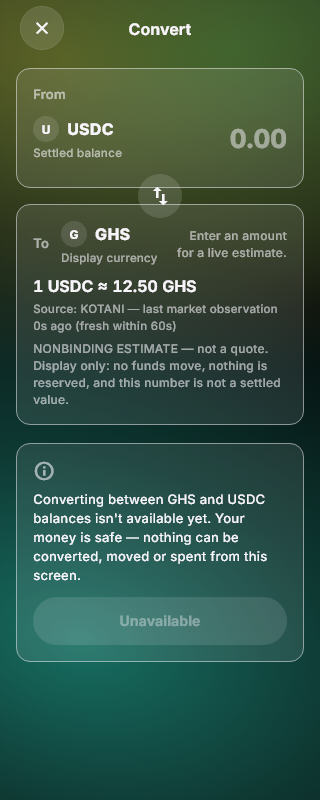 Convert
From
U USDC
Settled balance
0.00
To
G GHS
Display currency
Enter an amount
for a live estimate.
1 USDC ≈ 12.50 GHS
Source: KOTANI — last market observation
0s ago (fresh within 60s)
NONBINDING ESTIMATE — not a quote.
Display only: no funds move, nothing is
reserved, and this number is not a settled
value.
Converting between GHS and USDC
balances isn't available yet. Your
money is safe — nothing can be
converted, moved or spent from this
screen.
Unavailable